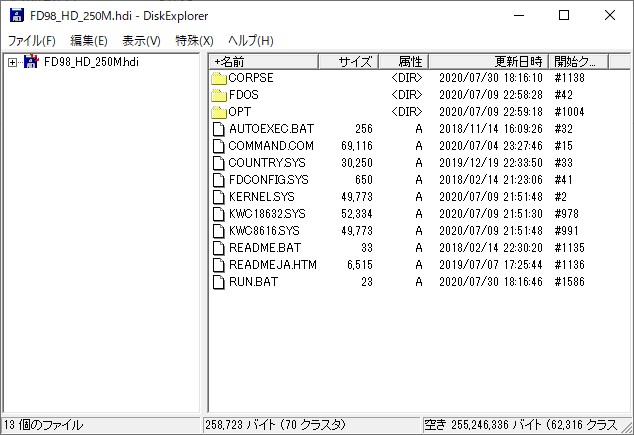 FD98_HD_250M.hdi - DiskExplorer
ファイル(F) 編集(E) 表示(V) 特殊(X) ヘルプ(H)
FD98_HD_250M.hdi
+名前 サイズ 属性 更新日時 開始ク...
CORPSE <DIR> 2020/07/30 18:16:10 #1138
FDOS <DIR> 2020/07/09 22:58:28 #42
OPT <DIR> 2020/07/09 22:59:18 #1004
AUTOEXEC.BAT 256 A 2018/11/14 16:09:26 #32
COMMAND.COM 69,116 A 2020/07/04 23:27:46 #15
COUNTRY.SYS 30,250 A 2019/12/19 22:33:50 #33
FDCONFIG.SYS 650 A 2018/02/14 21:23:06 #41
KERNEL.SYS 49,773 A 2020/07/09 21:51:48 #2
KWC18632.SYS 52,334 A 2020/07/09 21:51:30 #978
KWC8616.SYS 49,773 A 2020/07/09 21:51:48 #991
README.BAT 33 A 2018/02/14 22:30:20 #1135
READMEJA.HTM 6,515 A 2019/07/07 17:25:44 #1136
RUN.BAT 23 A 2020/07/30 18:16:46 #1586
13 個のファイル 258,723 バイト (70 クラスタ) 空き 255,246,336 バイト (62,316 クラス